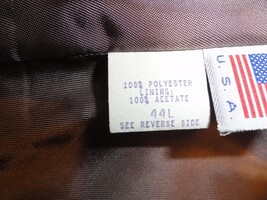 100% POLYESTER
LINING:
100% ACETATE
44L
SEE REVERSE SIDE
U.S.A